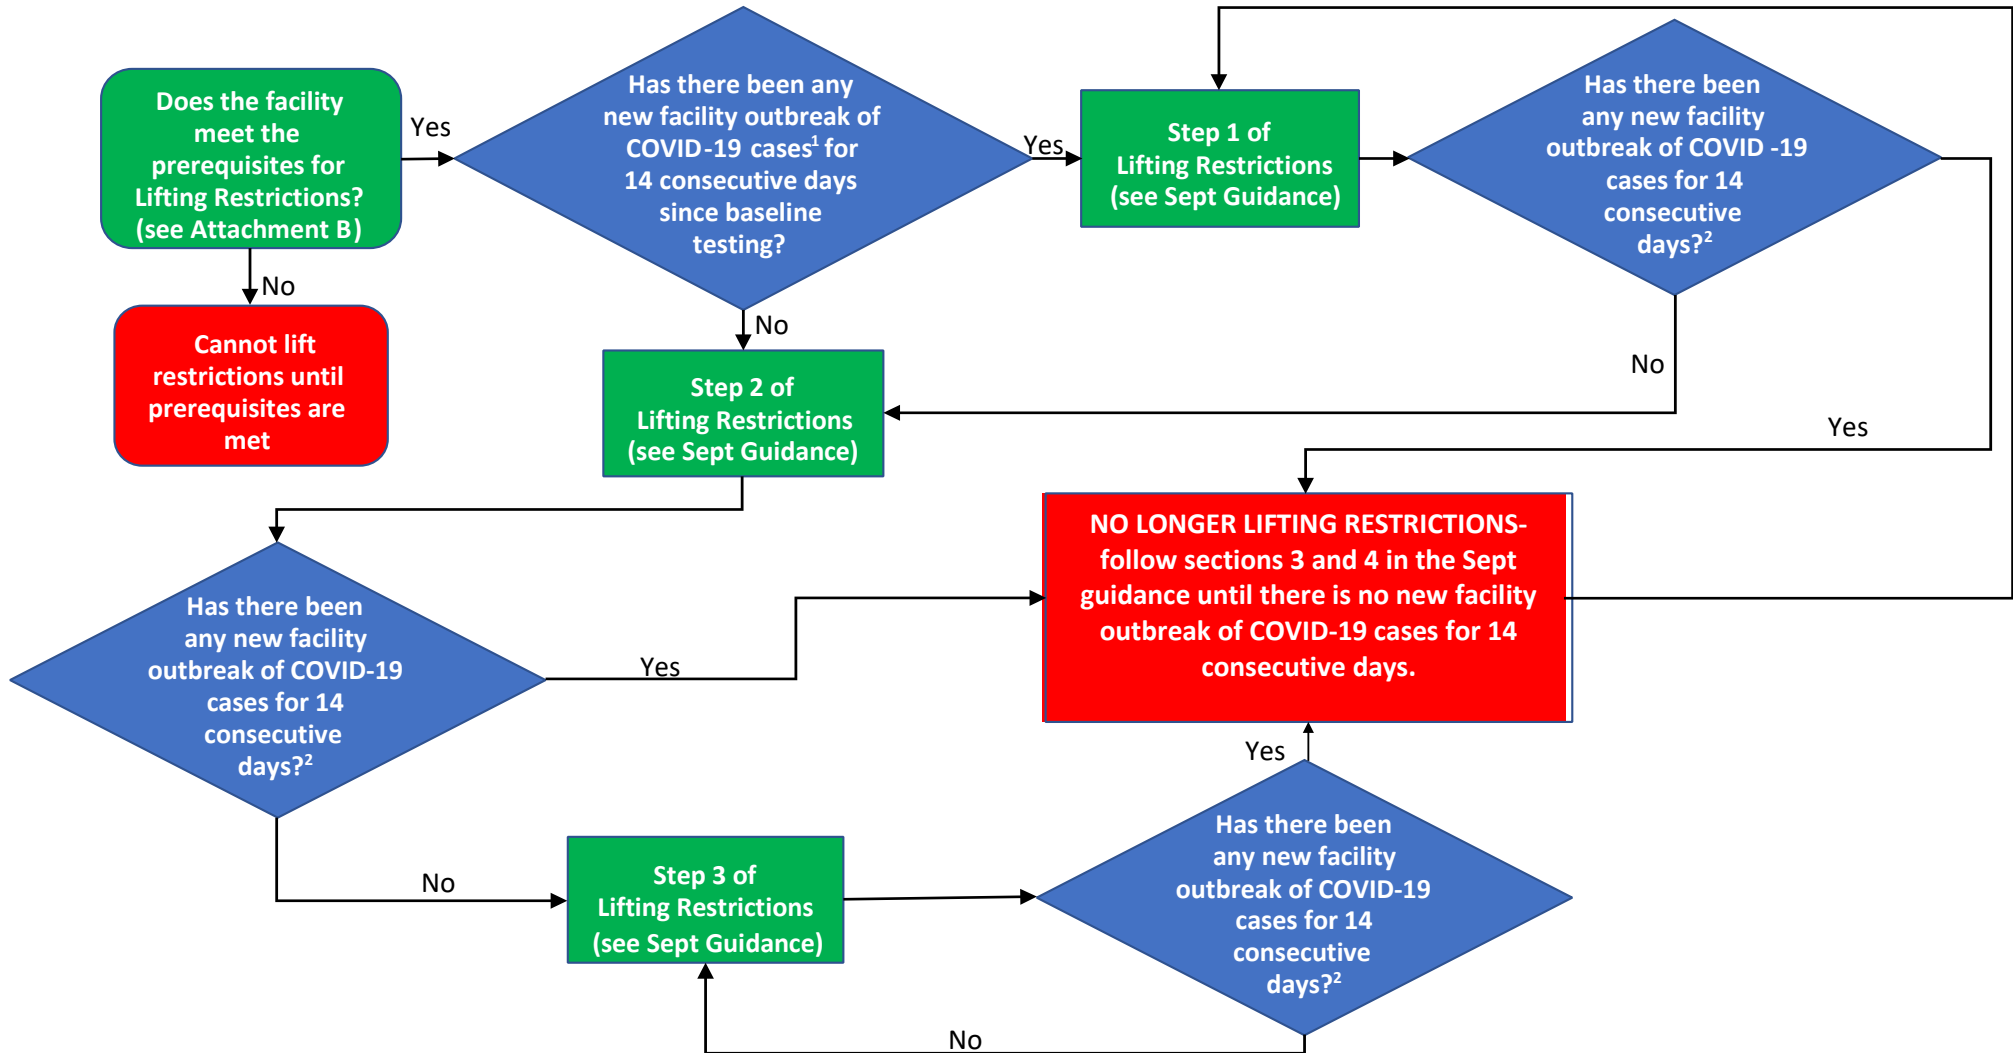 Does the facility
meet the
prerequisites for
Lifting Restrictions?
(see Attachment B)
Yes
No
Cannot lift
restrictions until
prerequisites are
met
Has there been any
new facility outbreak of
COVID-19 cases¹ for
14 consecutive days
since baseline
testing?
Yes
No
Step 1 of
Lifting Restrictions
(see Sept Guidance)
Has there been
any new facility
outbreak of COVID -19
cases for 14
consecutive
days?²
No
Yes
Step 2 of
Lifting Restrictions
(see Sept Guidance)
NO LONGER LIFTING RESTRICTIONS-
follow sections 3 and 4 in the Sept
guidance until there is no new facility
outbreak of COVID-19 cases for 14
consecutive days.
Has there been
any new facility
outbreak of COVID-19
cases for 14
consecutive
days?²
Yes
No
Step 3 of
Lifting Restrictions
(see Sept Guidance)
Yes
Has there been
any new facility
outbreak of COVID-19
cases for 14
consecutive
days?²
No